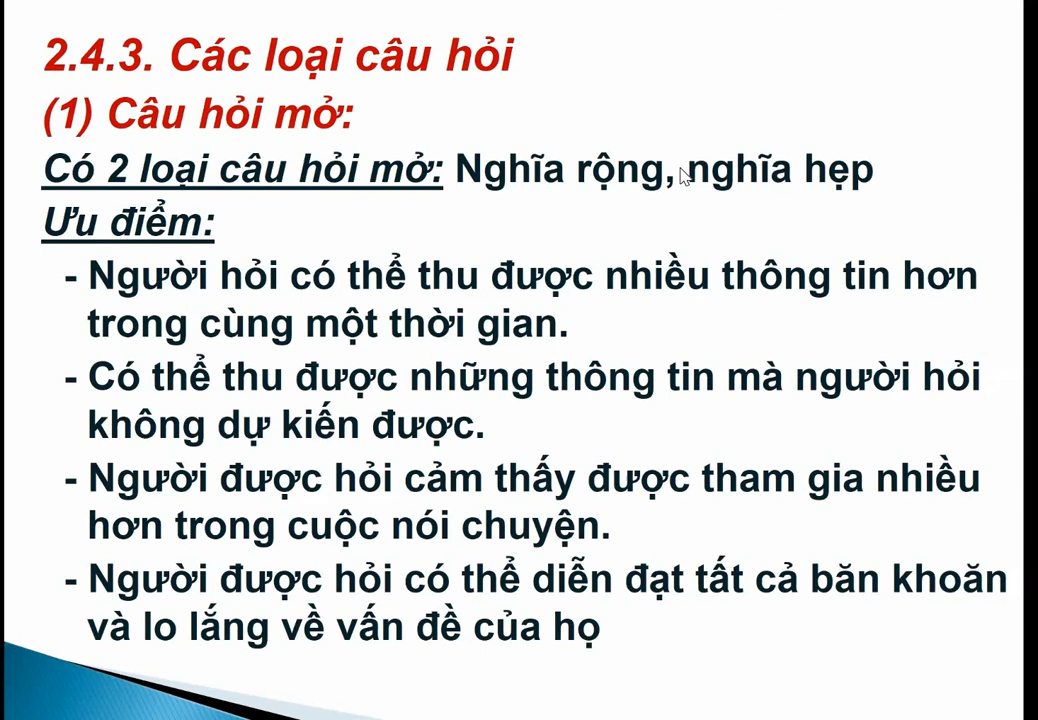 2.4.3. Các loại câu hỏi
(1) Câu hỏi mở:
Có 2 loại câu hỏi mở: Nghĩa rộng, nghĩa hẹp
Ưu điểm:
- Người hỏi có thể thu được nhiều thông tin hơn
trong cùng một thời gian.
- Có thể thu được những thông tin mà người hỏi
không dự kiến được.
- Người được hỏi cảm thấy được tham gia nhiều
hơn trong cuộc nói chuyện.
- Người được hỏi có thể diễn đạt tất cả băn khoăn
và lo lắng về vấn đề của họ